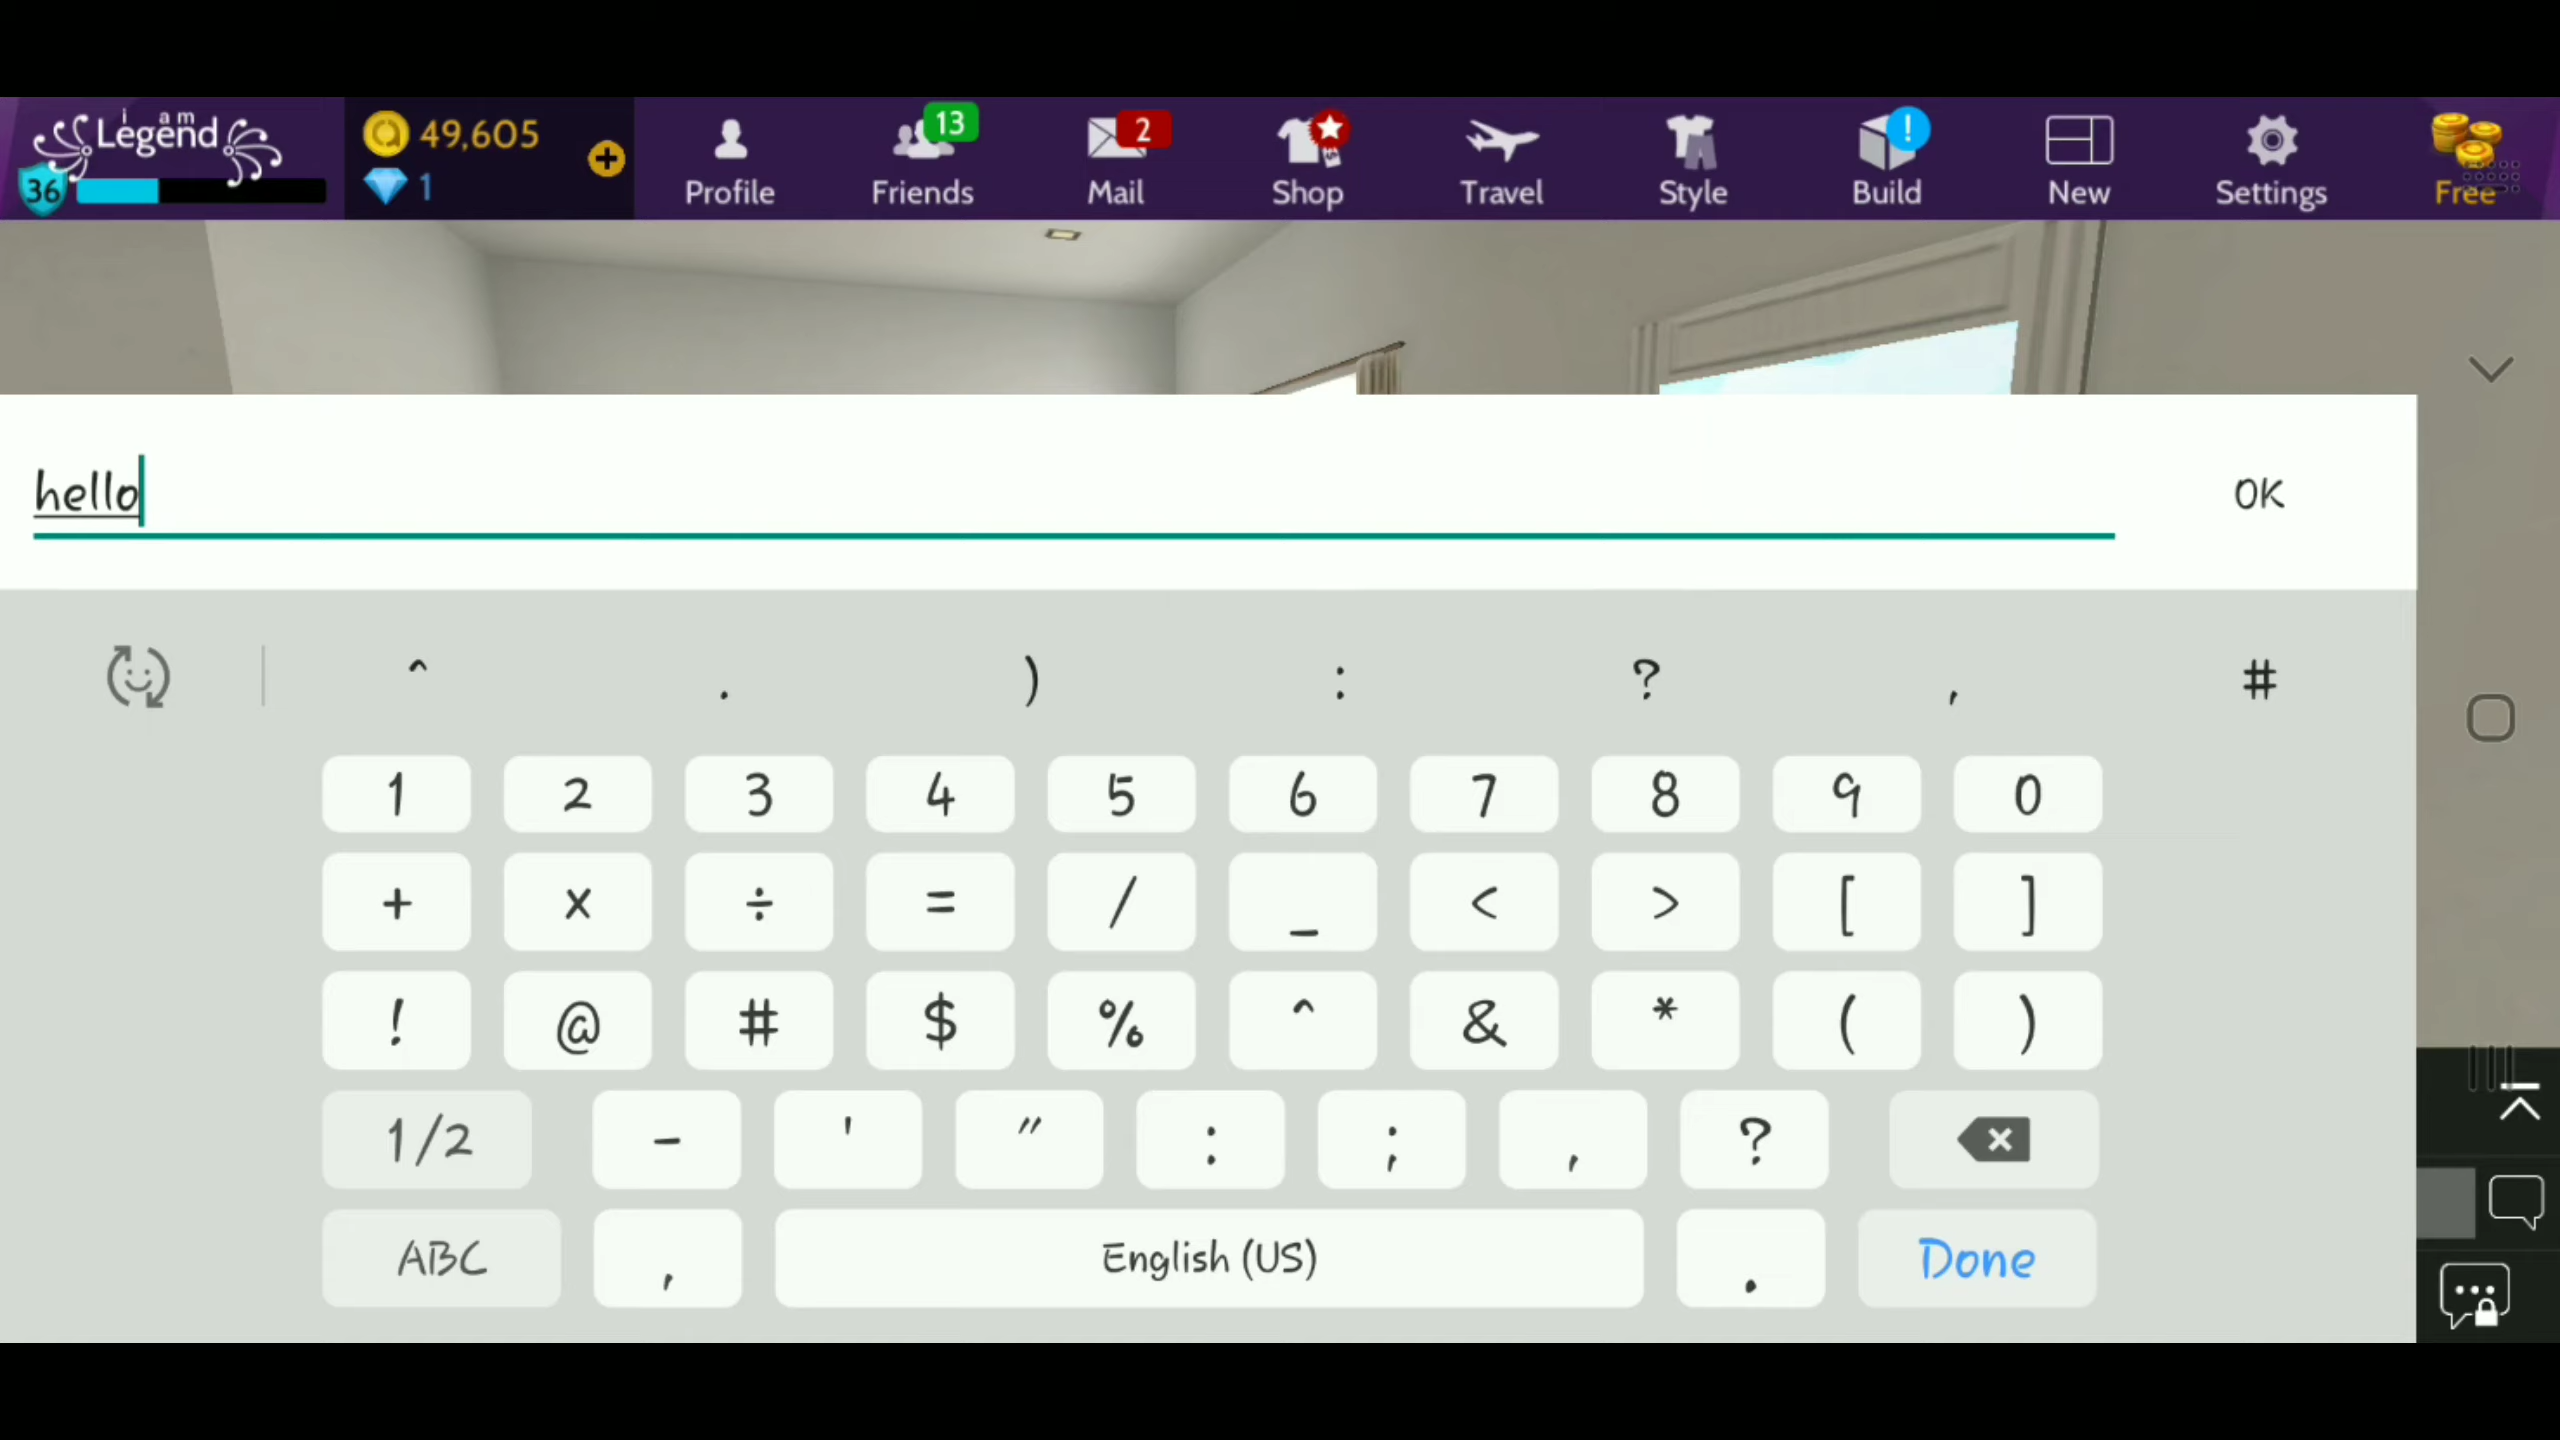 i am
Legend
36
49,605
1
Profile
13
Friends
2
Mail
Shop
Travel
Style
!
Build
New
Settings
Free
hello
OK
^ . ) : ? , #
1 2 3 4 5 6 7 8 9 0
+ × ÷ = / _ < > [ ]
! @ # $ % ^ & * ( )
1/2 - ' " : ; , ?
ABC , English (US) . Done